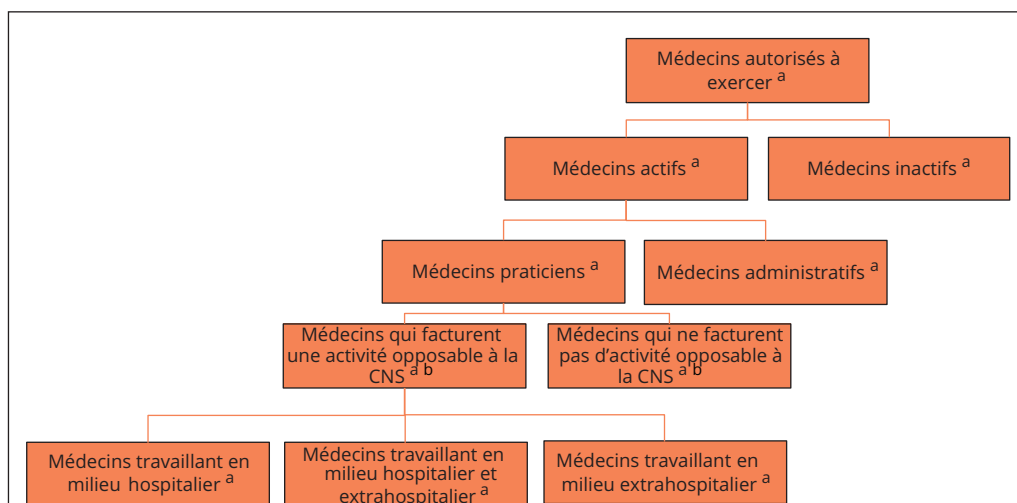 Médecins autorisés à
exercer a
Médecins actifs a
Médecins inactifs a
Médecins praticiens a
Médecins administratifs a
Médecins qui facturent
une activité opposable à la
CNS a b
Médecins qui ne facturent
pas d’activité opposable à
la CNS a b
Médecins travaillant en
milieu hospitalier a
Médecins travaillant en
milieu hospitalier et
extrahospitalier a
Médecins travaillant en
milieu extrahospitalier a